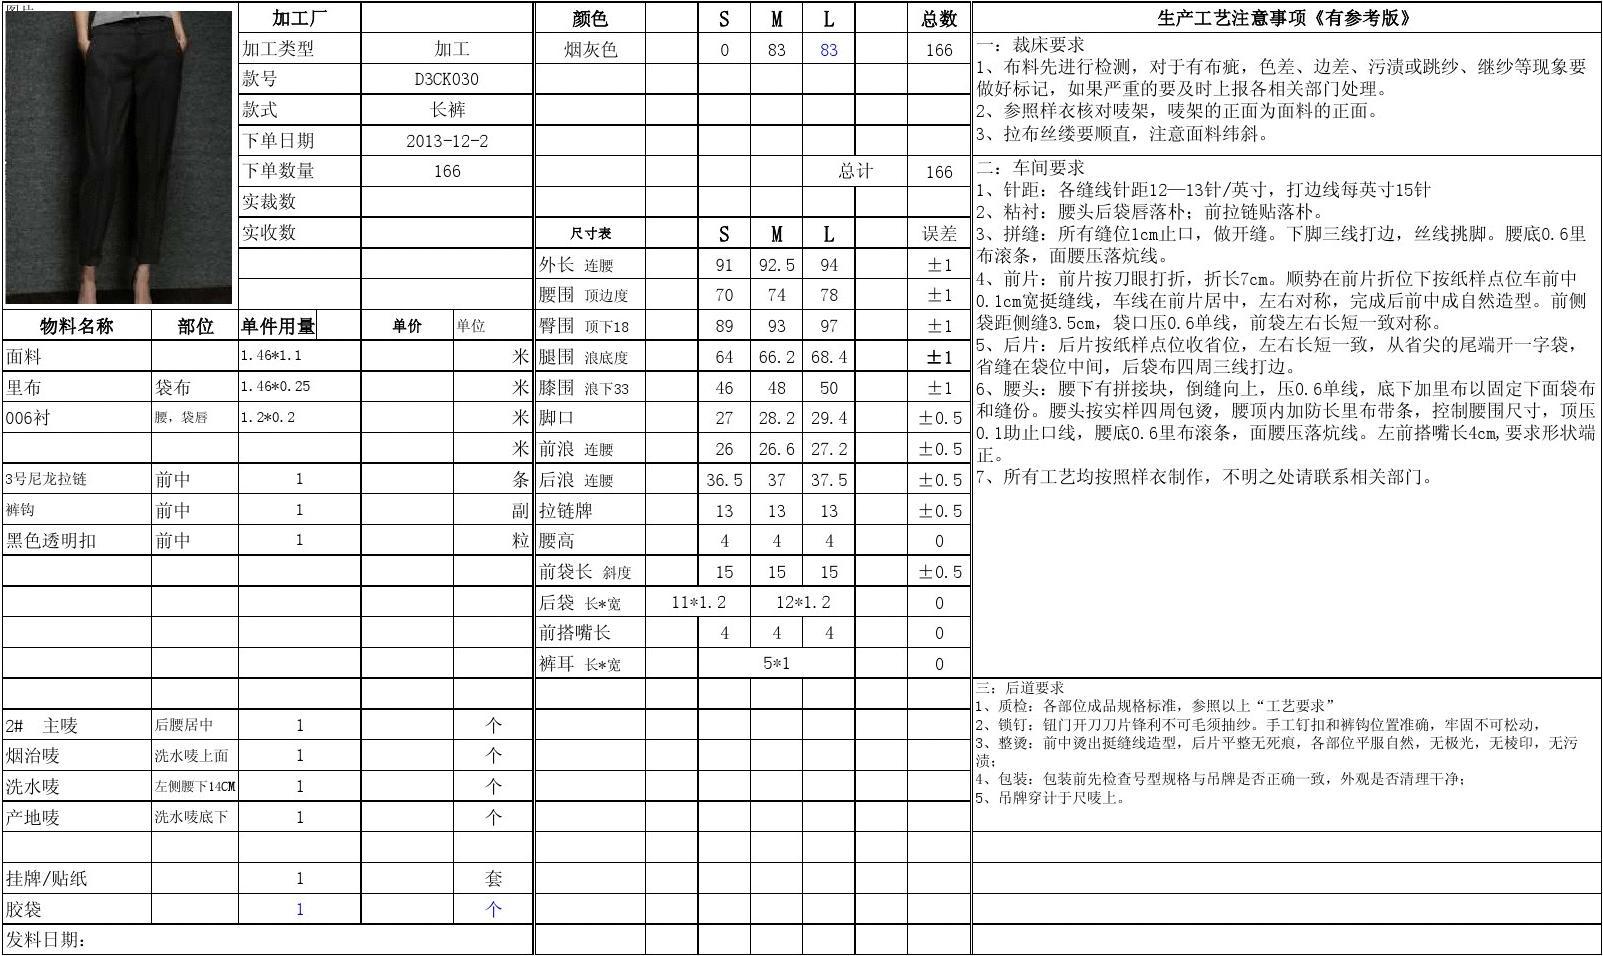 加工厂 颜色 S M L 总数 生产工艺注意事项《有参考版》
加工类型 加工 烟灰色 0 83 83 166
款号 D3CK030
款式 长裤
下单日期 2013-12-2
下单数量 166 总计 166
实裁数
实收数 尺寸表 S M L 误差
外长 连腰 91 92.5 94 ±1
腰围 顶边度 70 74 78 ±1
物料名称 部位 单件用量 单价 单位 臀围 顶下18 89 93 97 ±1
面料 1.46*1.1 米 腿围 浪底度 64 66.2 68.4 ±1
里布 袋布 1.46*0.25 米 膝围 浪下33 46 48 50 ±1
006衬 腰，袋唇 1.2*0.2 米 脚口 27 28.2 29.4 ±0.5
米 前浪 连腰 26 26.6 27.2 ±0.5
3号尼龙拉链 前中 1 条 后浪 连腰 36.5 37 37.5 ±0.5
裤钩 前中 1 副 拉链牌 13 13 13 ±0.5
黑色透明扣 前中 1 粒 腰高 4 4 4 0
前袋长 斜度 15 15 15 ±0.5
后袋 长*宽 11*1.2 12*1.2 0
前搭嘴长 4 4 4 0
裤耳 长*宽 5*1 0
2# 主唛 后腰居中 1 个
烟治唛 洗水唛上面 1 个
洗水唛 左侧腰下14CM 1 个
产地唛 洗水唛底下 1 个
挂牌/贴纸 1 套
胶袋 1 个
发料日期：
一：裁床要求
1、布料先进行检测，对于有布疵，色差、边差、污渍或跳纱、继纱等现象要
做好标记，如果严重的要及时上报各相关部门处理。
2、参照样衣核对唛架，唛架的正面为面料的正面。
3、拉布丝缕要顺直，注意面料纬斜。
二：车间要求
1、针距：各缝线针距12—13针/英寸，打边线每英寸15针
2、粘衬：腰头后袋唇落朴；前拉链贴落朴。
3、拼缝：所有缝位1cm止口，做开缝。下脚三线打边，丝线挑脚。腰底0.6里
布滚条，面腰压落炕线。
4、前片：前片按刀眼打折，折长7cm。顺势在前片折位下按纸样点位车前中
0.1cm宽挺缝线，车线在前片居中，左右对称，完成后前中成自然造型。前侧
袋距侧缝3.5cm，袋口压0.6单线，前袋左右长短一致对称。
5、后片：后片按纸样点位收省位，左右长短一致，从省尖的尾端开一字袋，
省缝在袋位中间，后袋布四周三线打边。
6、腰头：腰下有拼接块，倒缝向上，压0.6单线，底下加里布以固定下面袋布
和缝份。腰头按实样四周包烫，腰顶内加防长里布带条，控制腰围尺寸，顶压
0.1助止口线，腰底0.6里布滚条，面腰压落炕线。左前搭嘴长4cm,要求形状端
正。
7、所有工艺均按照样衣制作，不明之处请联系相关部门。
三：后道要求
1、质检：各部位成品规格标准，参照以上“工艺要求”
2、锁钉：钮门开刀刀片锋利不可毛须抽纱。手工钉扣和裤钩位置准确，牢固不可松动，
3、整烫：前中烫出挺缝线造型，后片平整无死痕，各部位平服自然，无极光，无棱印，无污
渍；
4、包装：包装前先检查号型规格与吊牌是否正确一致，外观是否清理干净；
5、吊牌穿计于尺唛上。